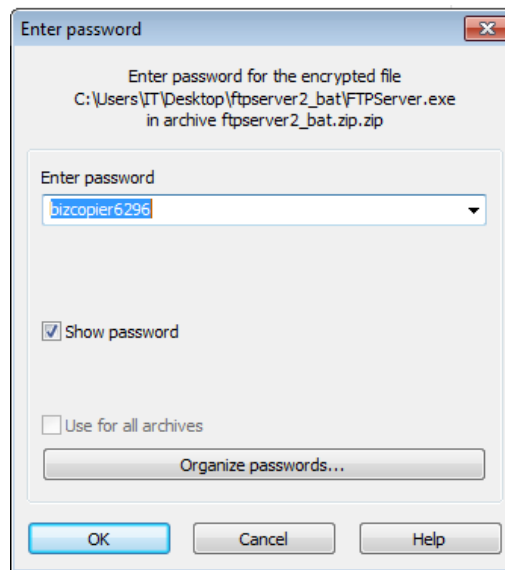 Enter password
Enter password for the encrypted file
C:\Users\IT\Desktop\ftpserver2_bat\FTPServer.exe
in archive ftpserver2_bat.zip.zip
Enter password
bizcopier6296
Show password
Use for all archives
Organize passwords...
OK Cancel Help